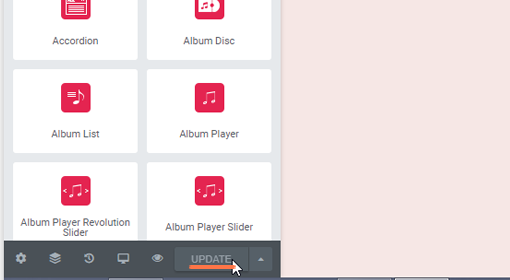 Accordion
Album Disc
Album List
Album Player
Album Player Revolution
Slider
Album Player Slider
UPDATE